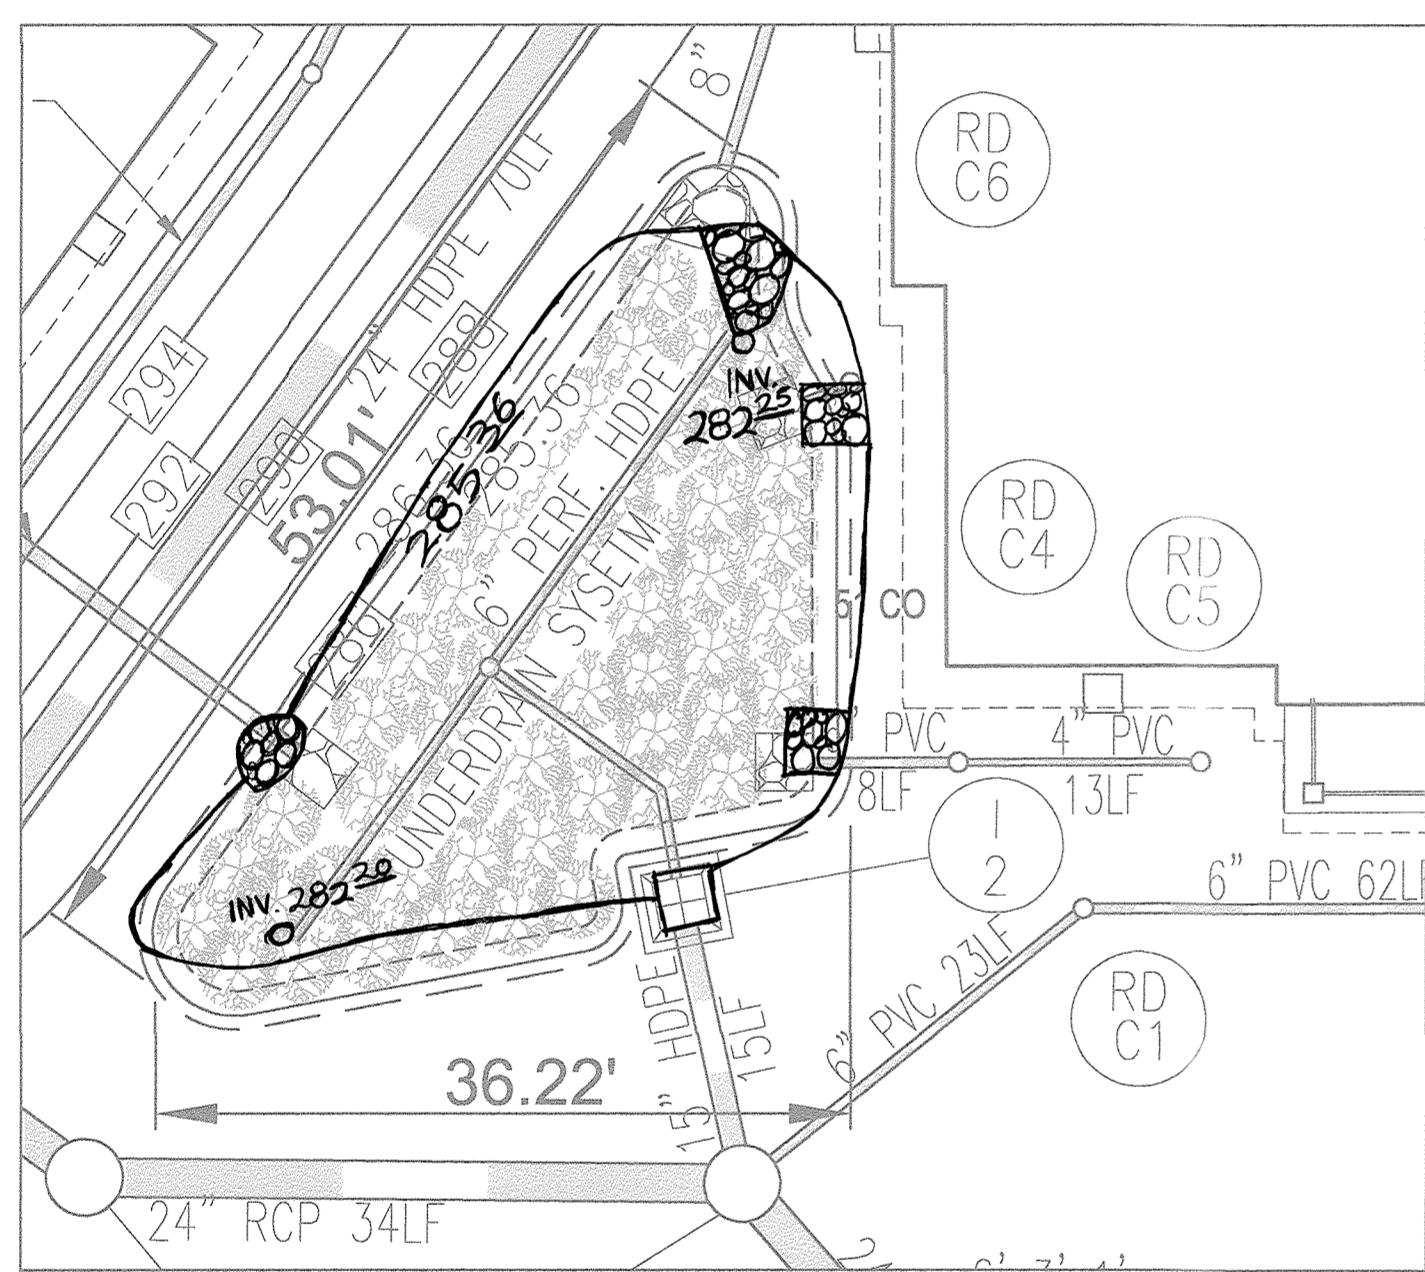 8"
RD
C6
24" HDPE 70LF
294
288
53.01'
290
292
286.36
285.36
285 36
6" PERF. HDPE
UNDERDRAIN SYSETM
INV.
282 25
RD
C4
RD
C5
5' CO
PVC
8LF
4" PVC
13LF
1
2
INV. 282 20
6" PVC 62LF
6" PVC 23LF
RD
C1
15" HDPE
15LF
36.22'
24" RCP 34LF